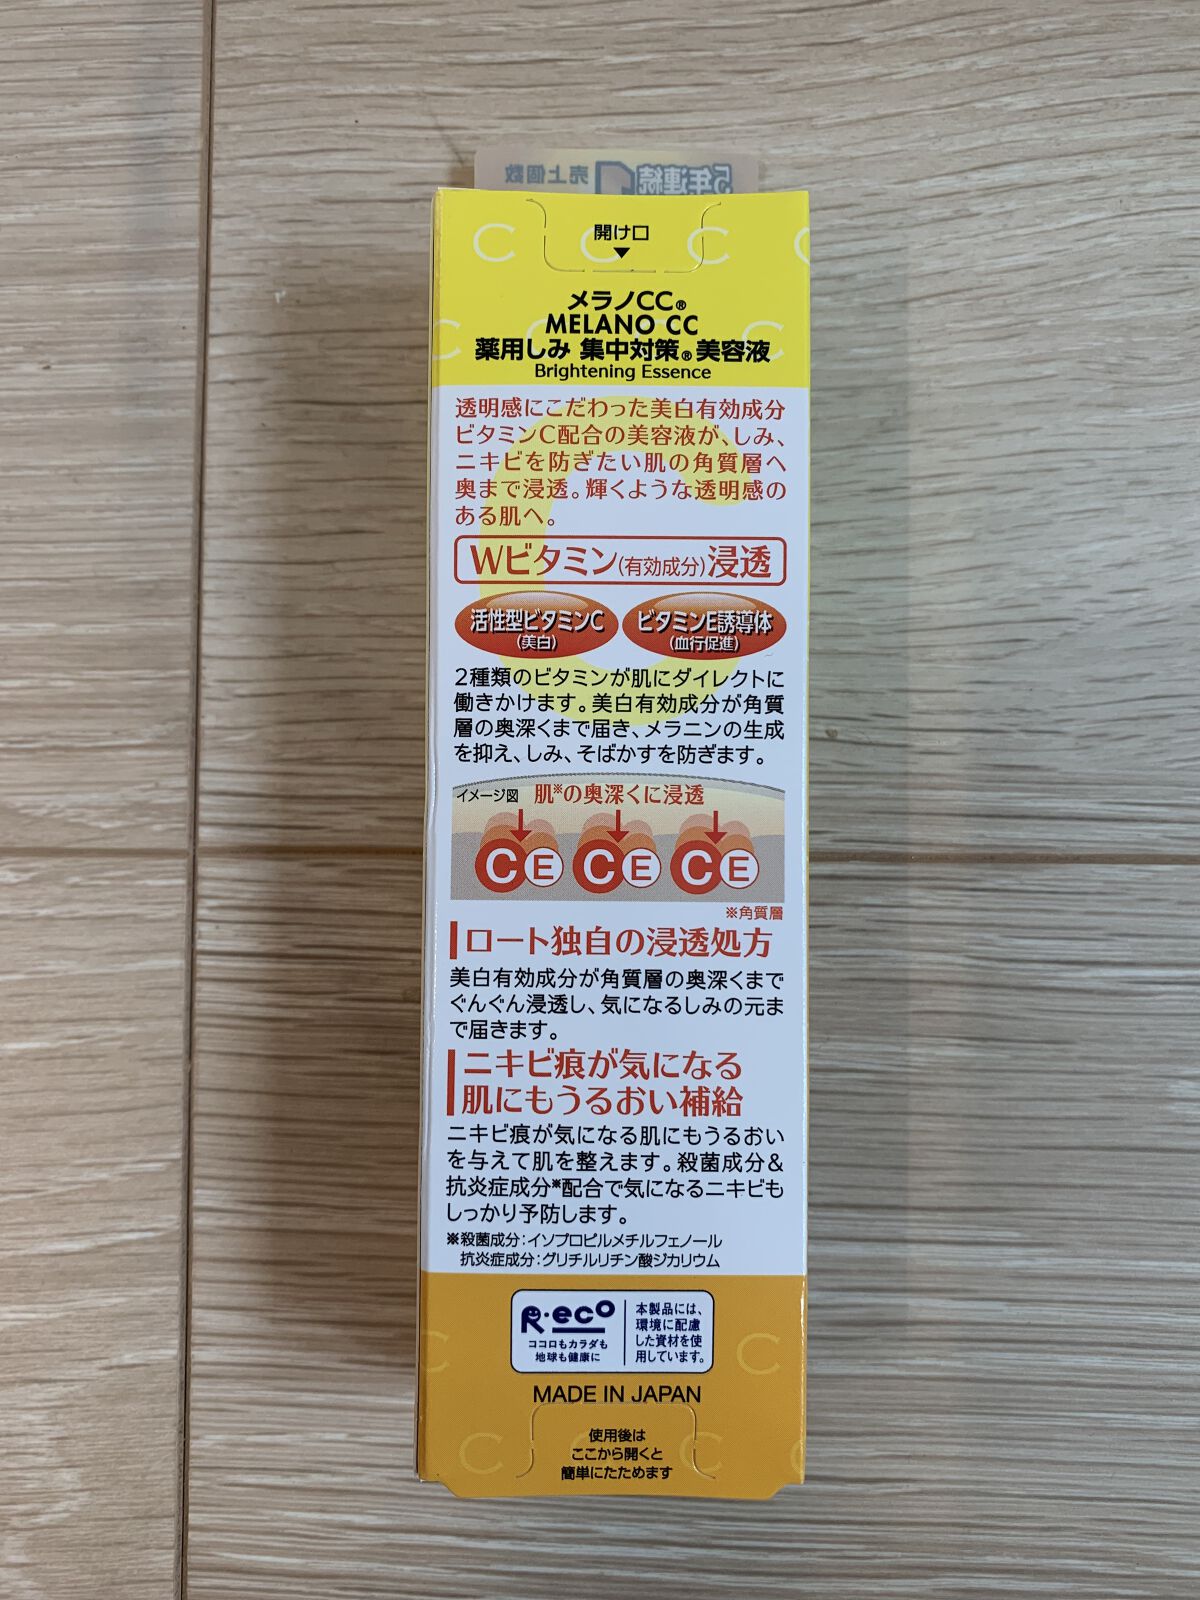 5年連続 売上個数
開け口
メラノCC®
MELANO CC
薬用しみ 集中対策®美容液
Brightening Essence
透明感にこだわった美白有効成分
ビタミンC配合の美容液が、しみ、
ニキビを防ぎたい肌の角質層へ
奥まで浸透。輝くような透明感の
ある肌へ。
Wビタミン(有効成分)浸透
活性型ビタミンC ビタミンE誘導体
(美白) (血行促進)
2種類のビタミンが肌にダイレクトに
働きかけます。美白有効成分が角質
層の奥深くまで届き、メラニンの生成
を抑え、しみ、そばかすを防ぎます。
イメージ図 肌※の奥深くに浸透
C E C E C E
※角質層
ロート独自の浸透処方
美白有効成分が角質層の奥深くまで
ぐんぐん浸透し、気になるしみの元ま
で届きます。
ニキビ痕が気になる
肌にもうるおい補給
ニキビ痕が気になる肌にもうるおい
を与えて肌を整えます。殺菌成分&
抗炎症成分※配合で気になるニキビも
しっかり予防します。
※殺菌成分:イソプロピルメチルフェノール
抗炎症成分:グリチルリチン酸ジカリウム
R・eco
ココロもカラダも
地球も健康に
本製品には、
環境に配慮
した資材を使
用しています。
MADE IN JAPAN
使用後は
ここから開くと
簡単にたためます